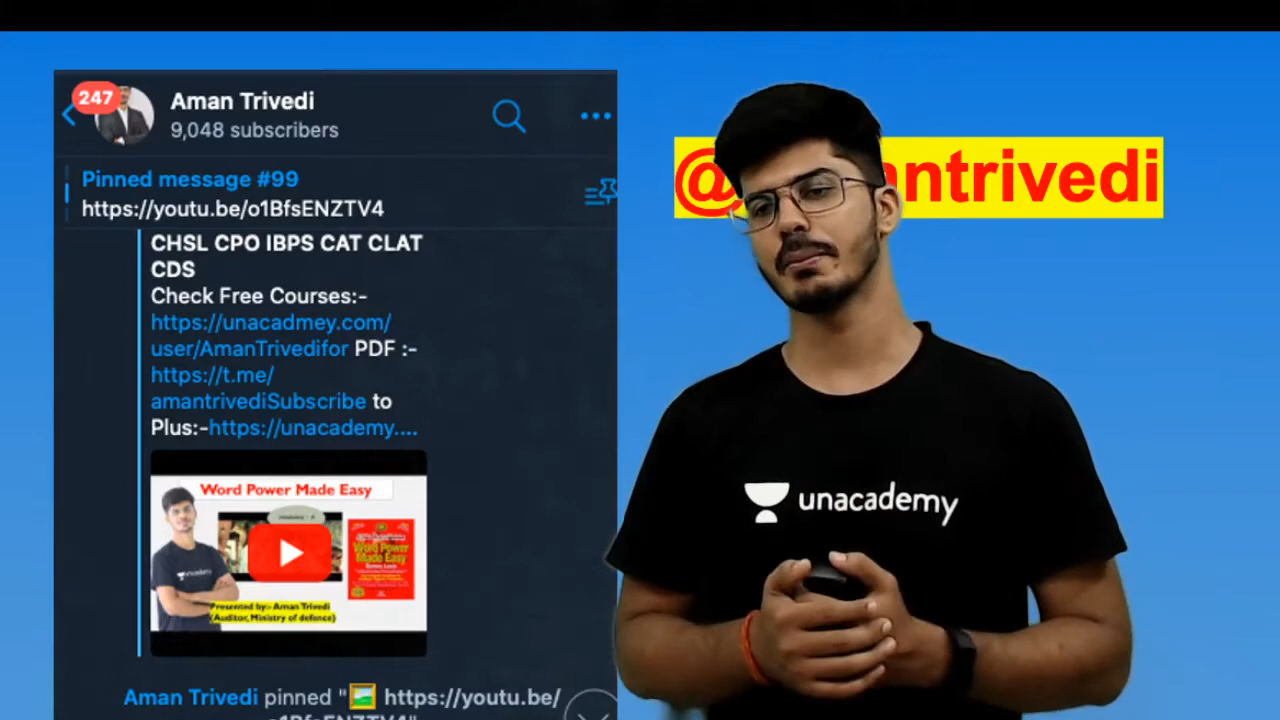 247
Aman Trivedi
9,048 subscribers
Pinned message #99
https://youtu.be/o1BfsENZTV4
CHSL CPO IBPS CAT CLAT
CDS
Check Free Courses:-
https://unacadmey.com/
user/AmanTrivedifor PDF :-
https://t.me/
amantrivediSubscribe to
Plus:-https://unacademy....
Word Power Made Easy
Word Power
Made Easy
Presented by:- Aman Trivedi
(Auditor, Ministry of defence)
Aman Trivedi pinned "🖼 https://youtu.be/
o1BfsENZTV4"
@ antrivedi
unacademy